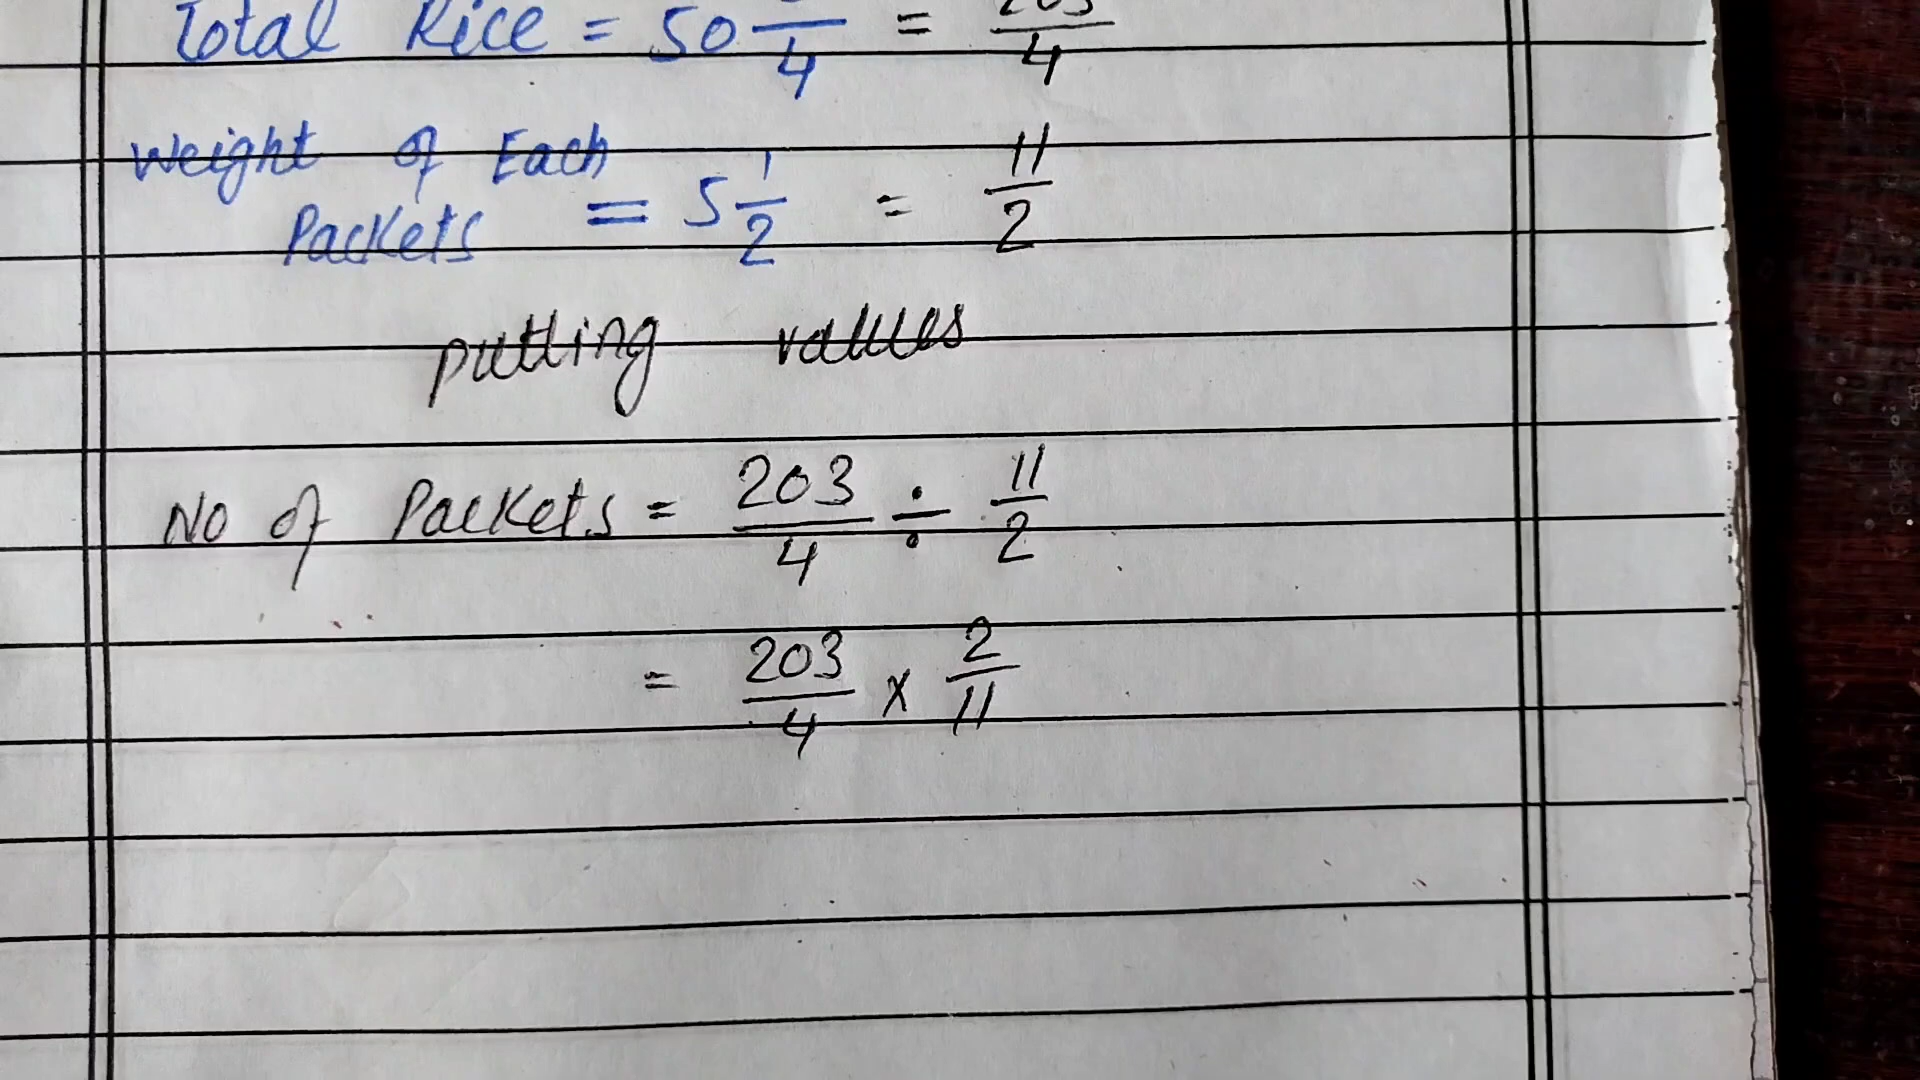 Total Rice = 50 —/4 = 203/4
Weight of Each
Packets = 5 1/2 = 11/2
putting values
No of Packets = 203/4 ÷ 11/2
= 203/4 x 2/11